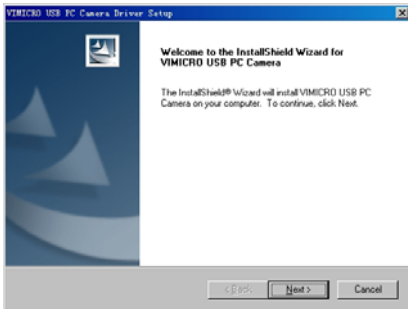 VIMICRO USB PC Camera Driver Setup
Welcome to the InstallShield Wizard for
VIMICRO USB PC Camera
The InstallShield® Wizard will install VIMICRO USB PC
Camera on your computer. To continue, click Next.
< Back
Next >
Cancel